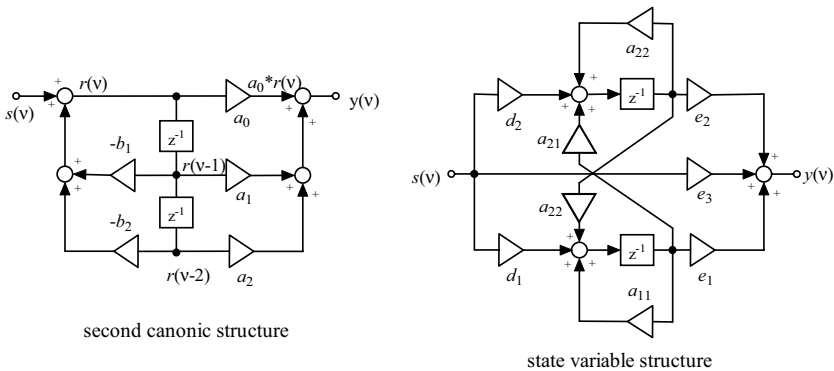 r(ν)
a₀*r(ν)
s(ν)
y(ν)
a₀
z⁻¹
-b₁
r(ν-1)
a₁
z⁻¹
-b₂
r(ν-2)
a₂
second canonic structure
a₂₂
d₂
z⁻¹
e₂
a₂₁
s(ν)
e₃
y(ν)
a₂₂
d₁
z⁻¹
e₁
a₁₁
state variable structure